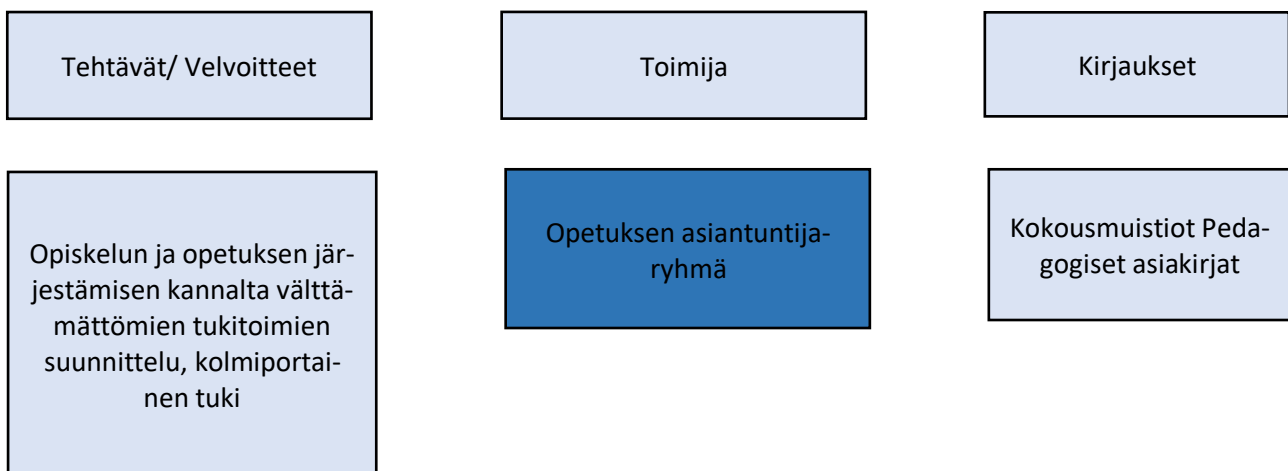 Tehtävät/ Velvoitteet
Toimija
Kirjaukset
Opiskelun ja opetuksen jär-
jestämisen kannalta välttä-
mättömien tukitoimien
suunnittelu, kolmiportai-
nen tuki
Opetuksen asiantuntija-
ryhmä
Kokousmuistiot Peda-
gogiset asiakirjat